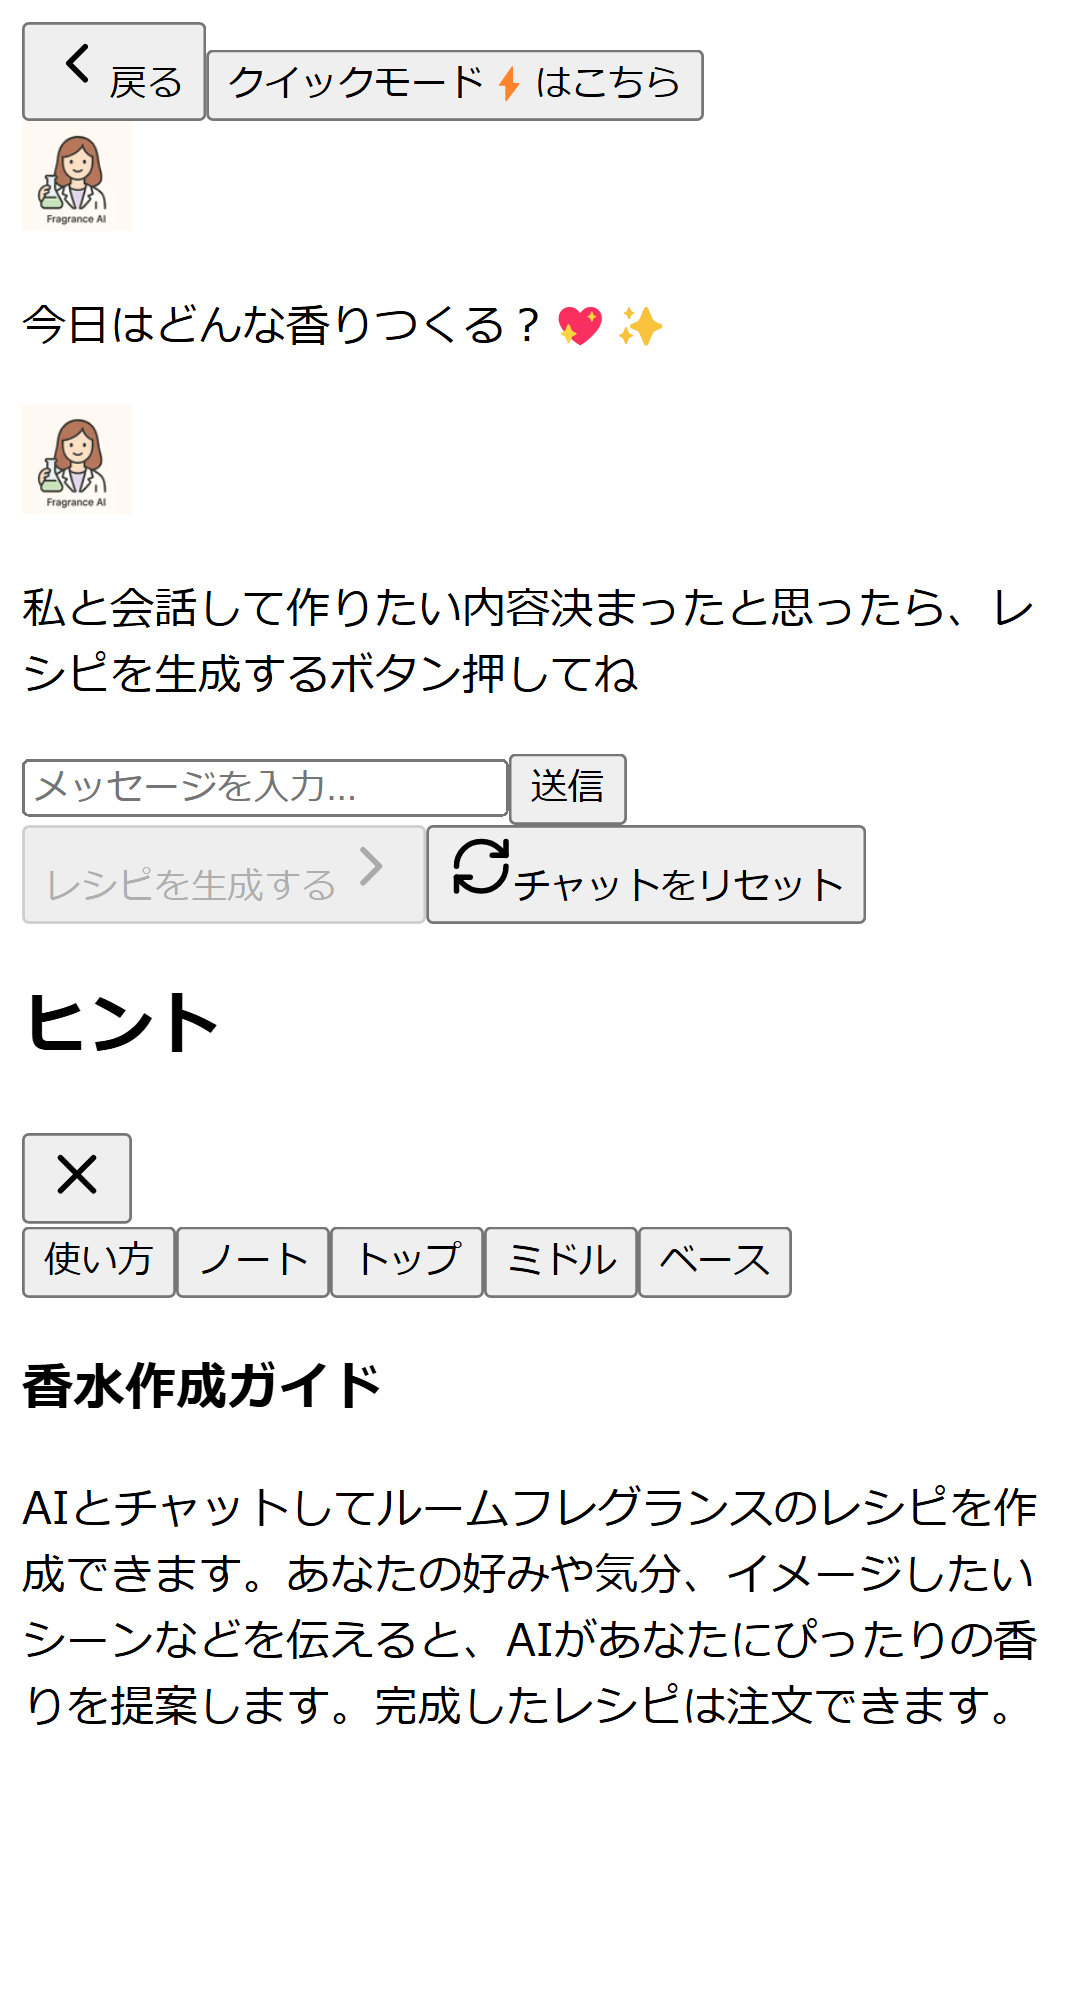 戻る
クイックモード⚡はこちら
Fragrance AI
今日はどんな香りつくる？💖✨
Fragrance AI
私と会話して作りたい内容決まったと思ったら、レ
シピを生成するボタン押してね
メッセージを入力...
送信
レシピを生成する
チャットをリセット
ヒント
使い方
ノート
トップ
ミドル
ベース
香水作成ガイド
AIとチャットしてルームフレグランスのレシピを作
成できます。あなたの好みや気分、イメージしたい
シーンなどを伝えると、AIがあなたにぴったりの香
りを提案します。完成したレシピは注文できます。